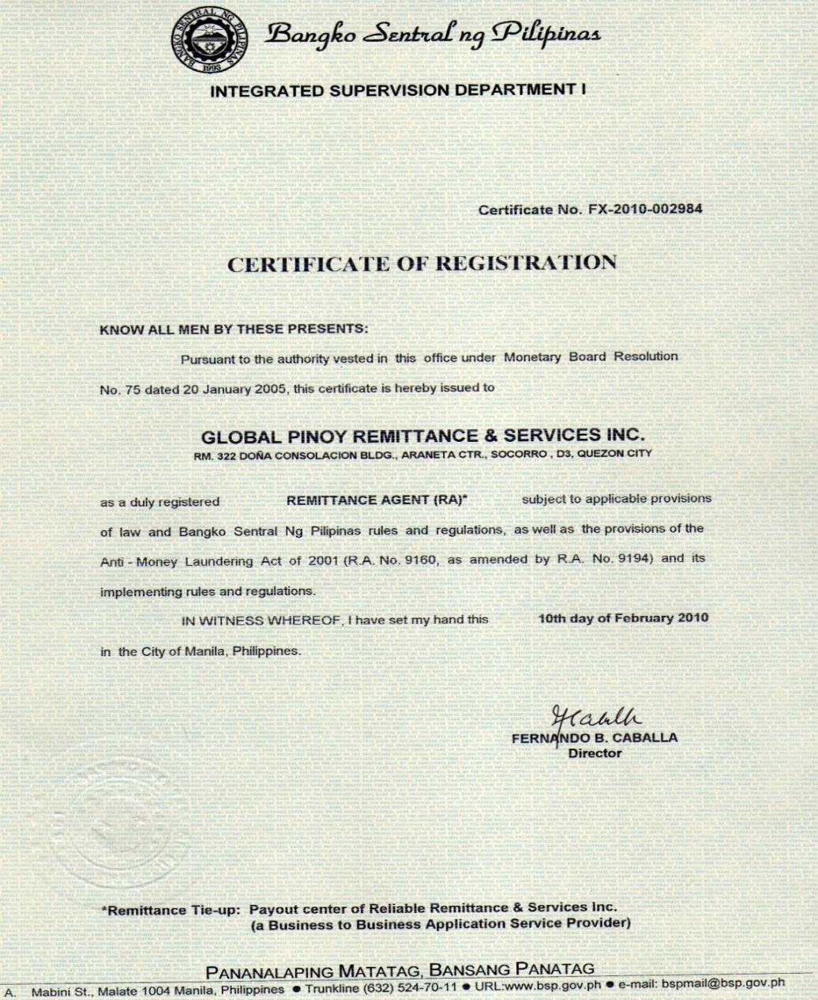 BANGKO SENTRAL NG PILIPINAS
1993
Bangko Sentral ng Pilipinas
INTEGRATED SUPERVISION DEPARTMENT I
Certificate No. FX-2010-002984
CERTIFICATE OF REGISTRATION
KNOW ALL MEN BY THESE PRESENTS:
Pursuant to the authority vested in this office under Monetary Board Resolution
No. 75 dated 20 January 2005, this certificate is hereby issued to
GLOBAL PINOY REMITTANCE & SERVICES INC.
RM. 322 DOÑA CONSOLACION BLDG., ARANETA CTR., SOCORRO , D3, QUEZON CITY
as a duly registered REMITTANCE AGENT (RA)* subject to applicable provisions
of law and Bangko Sentral Ng Pilipinas rules and regulations, as well as the provisions of the
Anti - Money Laundering Act of 2001 (R.A. No. 9160, as amended by R.A. No. 9194) and its
implementing rules and regulations.
IN WITNESS WHEREOF, I have set my hand this 10th day of February 2010
in the City of Manila, Philippines.
FERNANDO B. CABALLA
Director
*Remittance Tie-up: Payout center of Reliable Remittance & Services Inc.
(a Business to Business Application Service Provider)
PANANALAPING MATATAG, BANSANG PANATAG
A. Mabini St., Malate 1004 Manila, Philippines ● Trunkline (632) 524-70-11 ● URL:www.bsp.gov.ph ● e-mail: bspmail@bsp.gov.ph